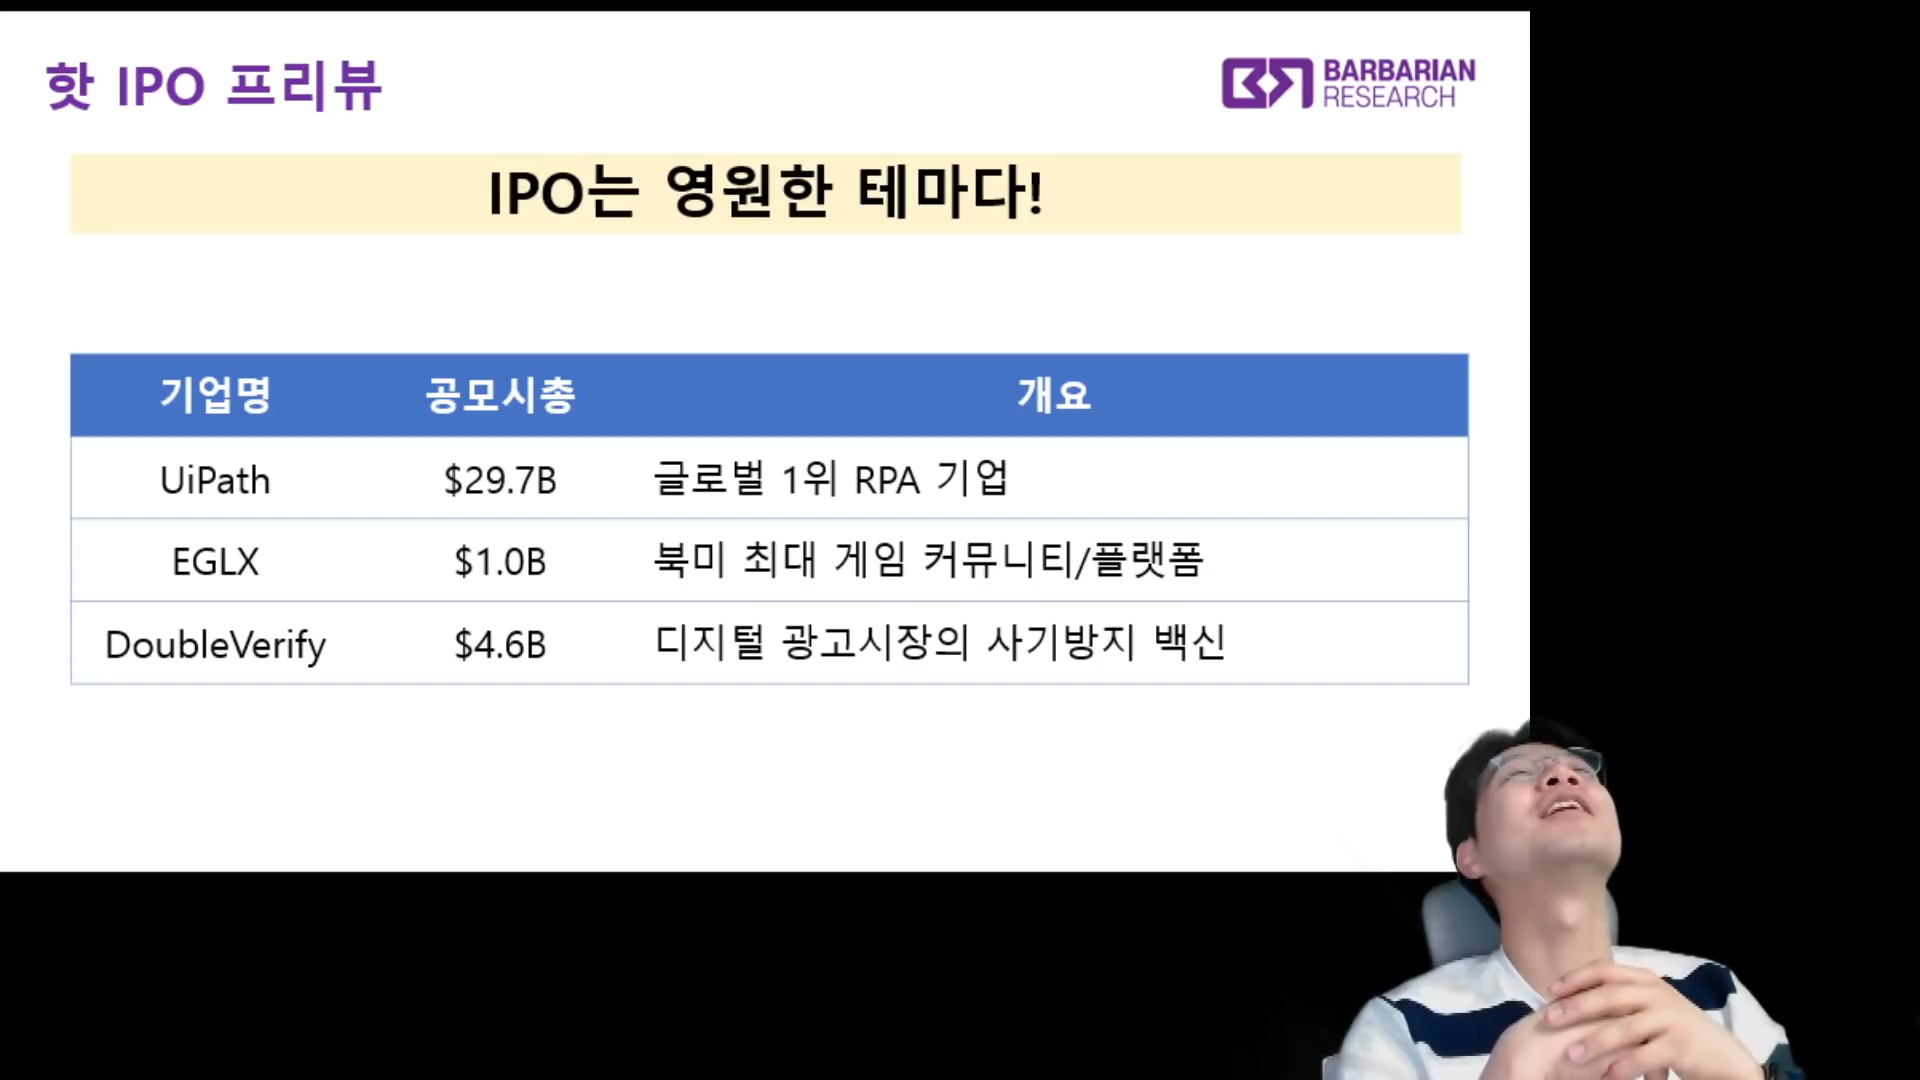 핫 IPO 프리뷰
BARBARIAN
RESEARCH
IPO는 영원한 테마다!
기업명 공모시총 개요
UiPath $29.7B 글로벌 1위 RPA 기업
EGLX $1.0B 북미 최대 게임 커뮤니티/플랫폼
DoubleVerify $4.6B 디지털 광고시장의 사기방지 백신